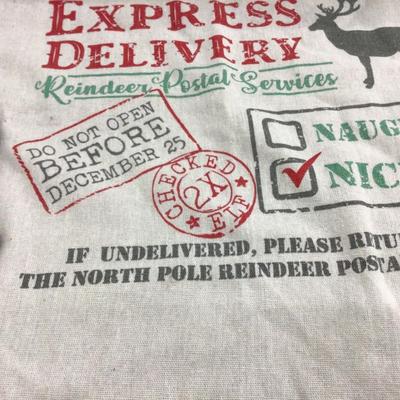 EXPRESS
DELIVERY
Reindeer Postal Services
DO NOT OPEN
BEFORE
DECEMBER 25
CHECKED
2X
ELF
NAUG
NIC
IF UNDELIVERED, PLEASE RETU
THE NORTH POLE REINDEER POSTA